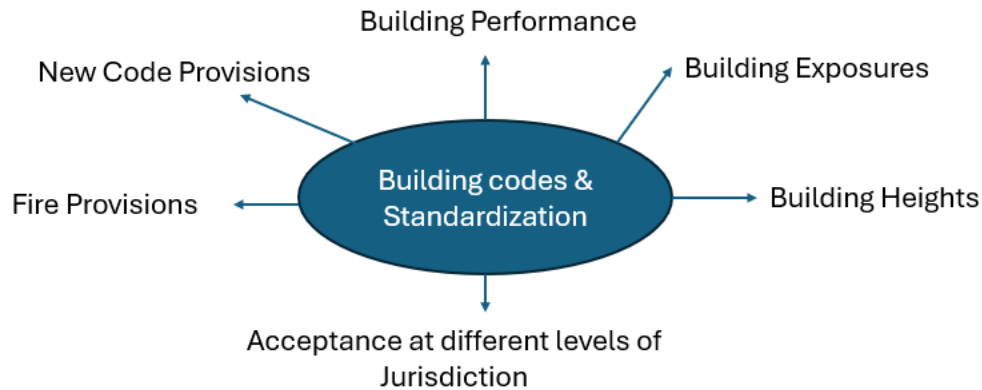 Building Performance
New Code Provisions
Building Exposures
Building codes &
Standardization
Fire Provisions
Building Heights
Acceptance at different levels of
Jurisdiction